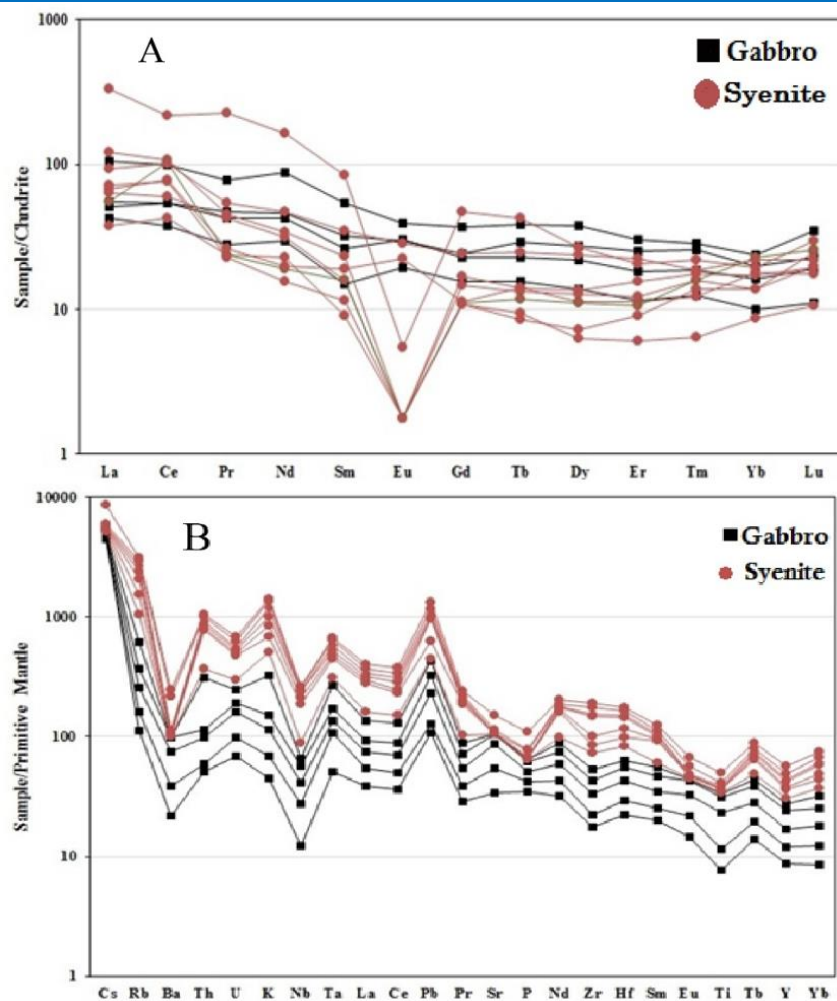 1000
A
Gabbro
Syenite
100
Sample/Clndrite
10
1
La Ce Pr Nd Sm Eu Gd Tb Dy Er Tm Yb Lu
10000
B
Gabbro
Syenite
1000
Sample/Primitive Mantle
100
10
1
Cs Rb Ba Th U K Nb Ta La Ce Pb Pr Sr P Nd Zr Hf Sm Eu Ti Tb Y Yb